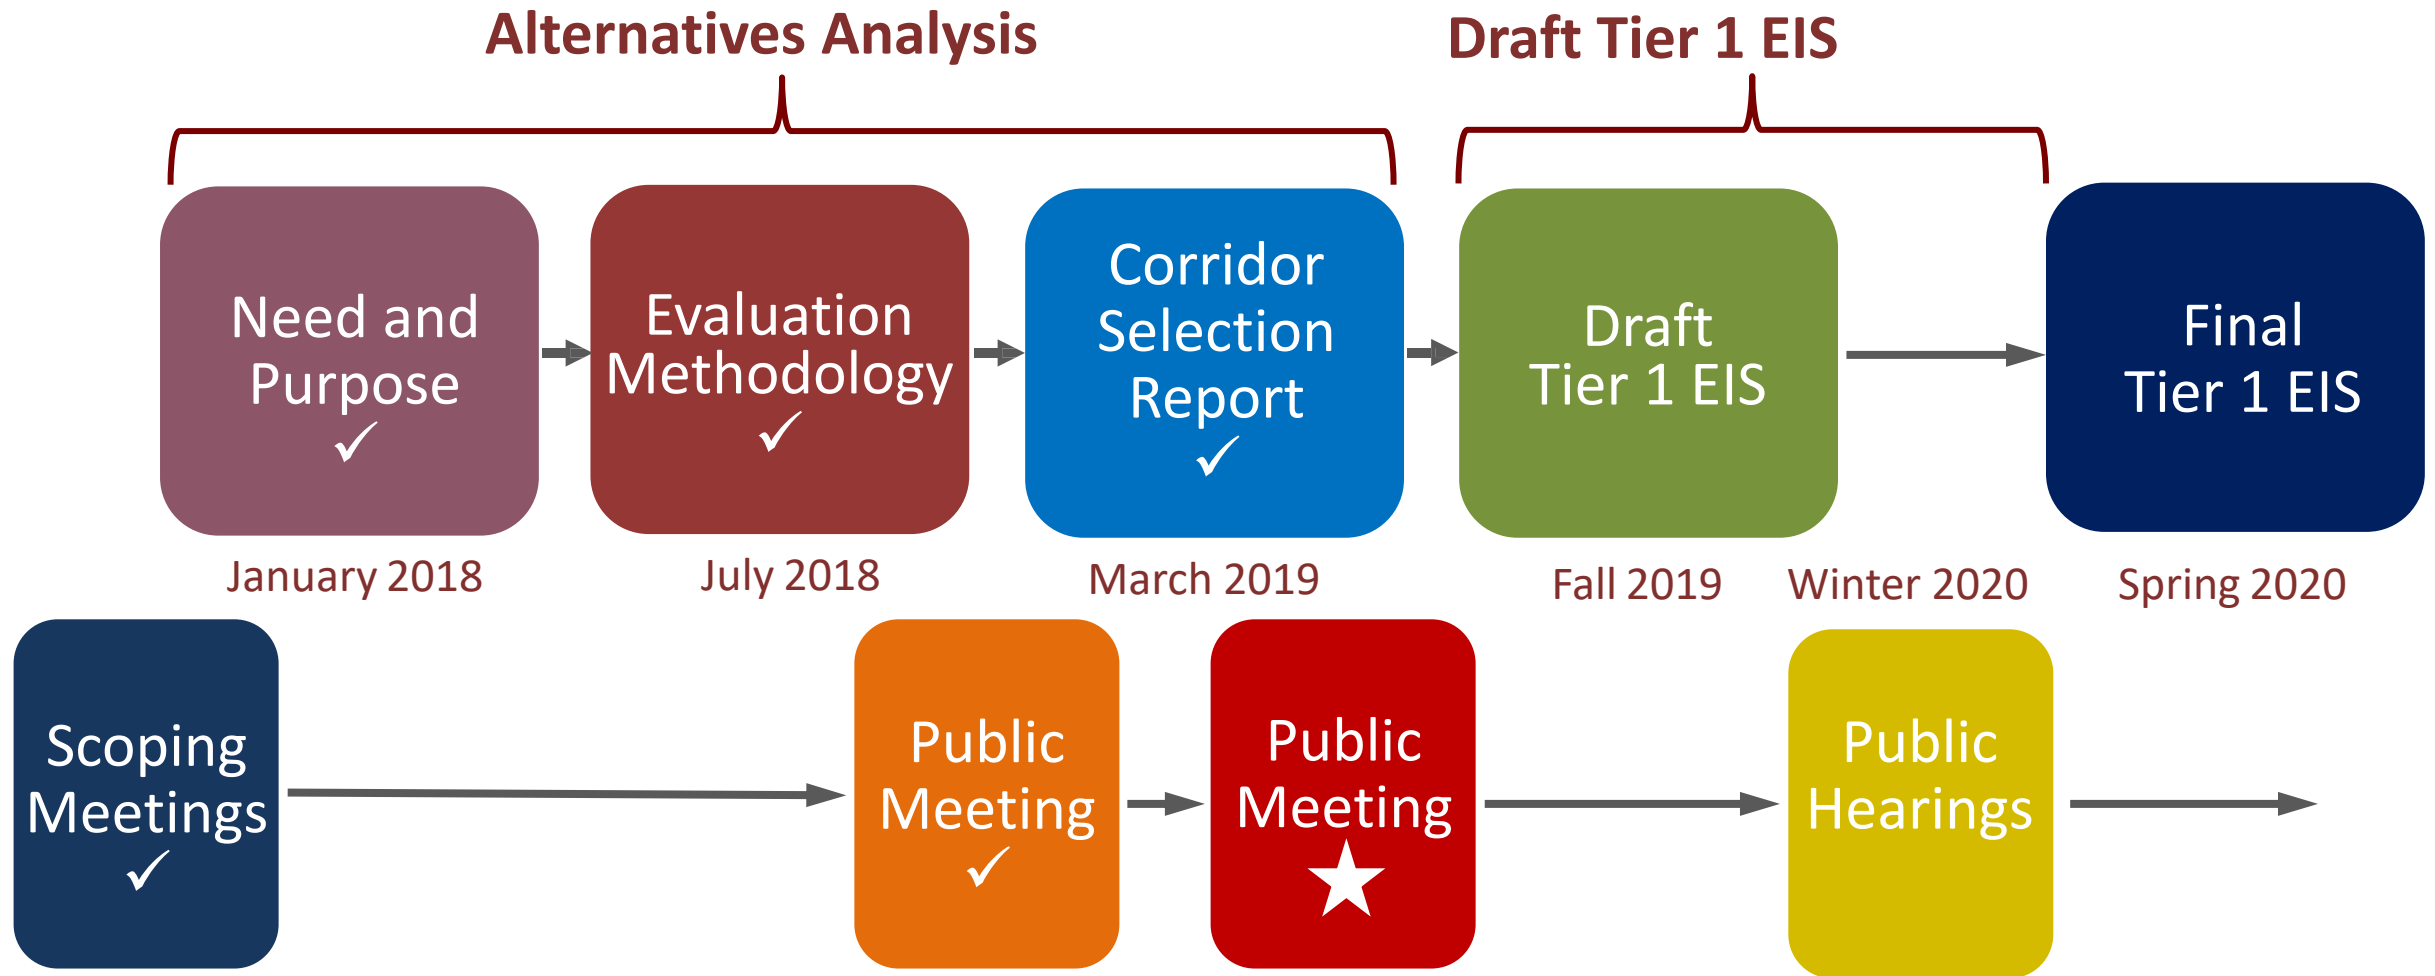 Alternatives Analysis
Draft Tier 1 EIS
Need and
Purpose
✓
Evaluation
Methodology
✓
Corridor
Selection
Report
✓
Draft
Tier 1 EIS
Final
Tier 1 EIS
January 2018
July 2018
March 2019
Fall 2019
Winter 2020
Spring 2020
Scoping
Meetings
✓
Public
Meeting
✓
Public
Meeting
★
Public
Hearings